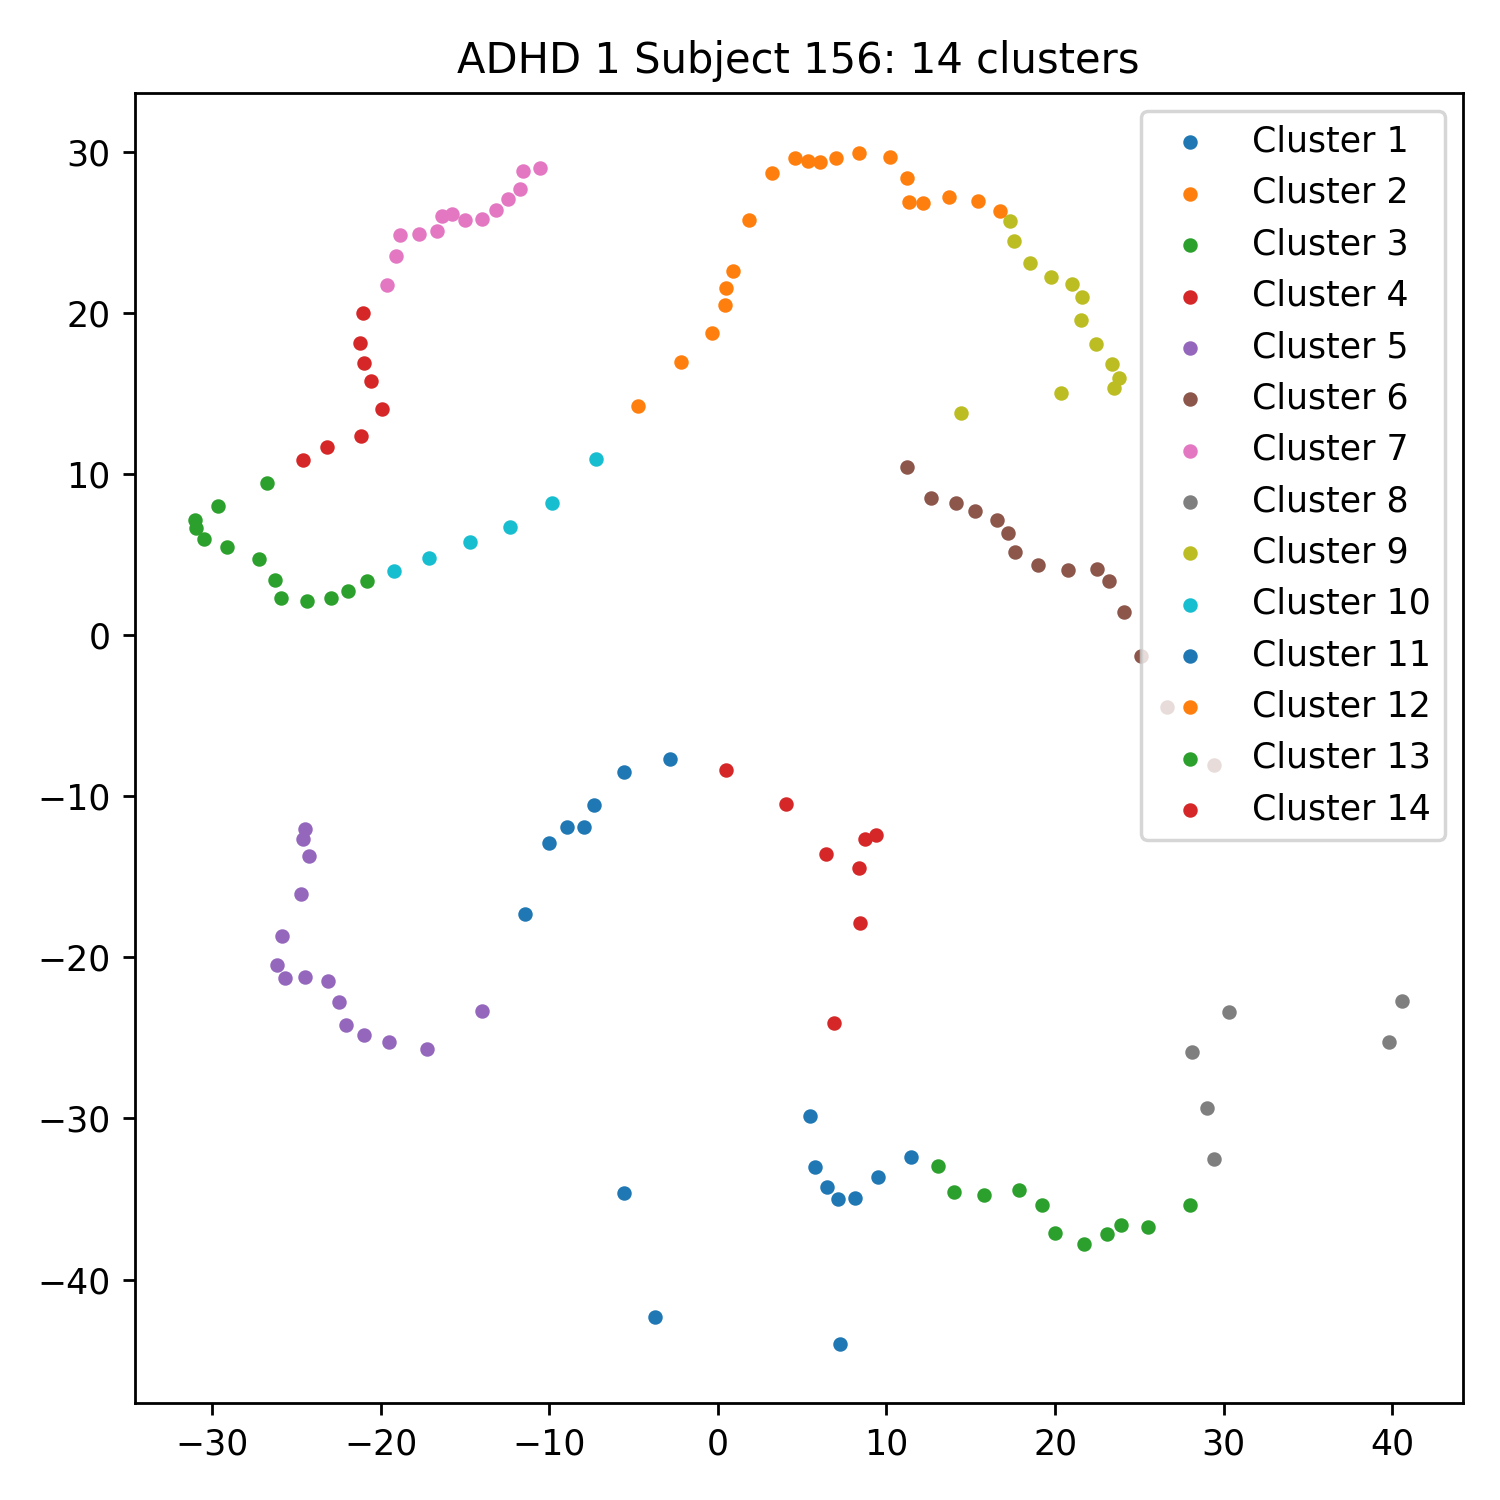 ADHD 1 Subject 156: 14 clusters
Cluster 1
Cluster 2
Cluster 3
Cluster 4
Cluster 5
Cluster 6
Cluster 7
Cluster 8
Cluster 9
Cluster 10
Cluster 11
Cluster 12
Cluster 13
Cluster 14
30
20
10
0
−10
−20
−30
−40
−30 −20 −10 0 10 20 30 40